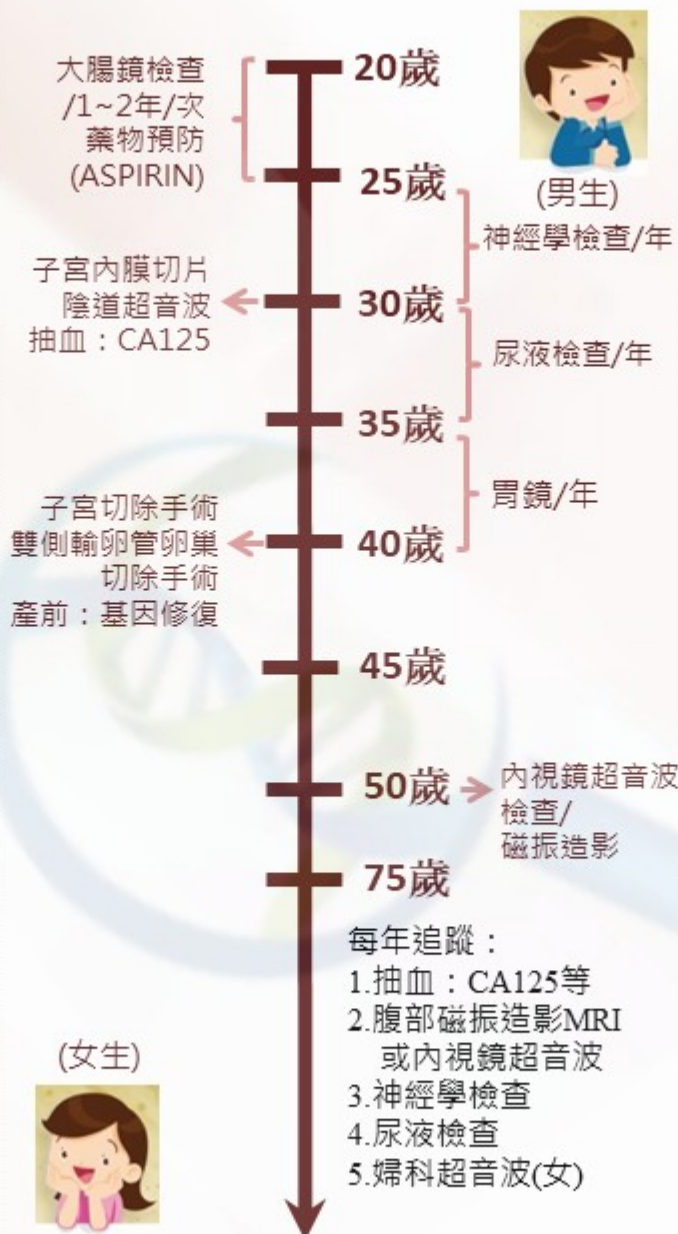 大腸鏡檢查
/1~2年/次
藥物預防
(ASPIRIN)
20歲
(男生)
25歲
神經學檢查/年
子宮內膜切片
陰道超音波
抽血：CA125
30歲
尿液檢查/年
35歲
胃鏡/年
子宮切除手術
雙側輸卵管卵巢
切除手術
產前：基因修復
40歲
45歲
50歲
內視鏡超音波
檢查/
磁振造影
75歲
每年追蹤：
1.抽血：CA125等
2.腹部磁振造影MRI
或內視鏡超音波
3.神經學檢查
4.尿液檢查
5.婦科超音波(女)
(女生)